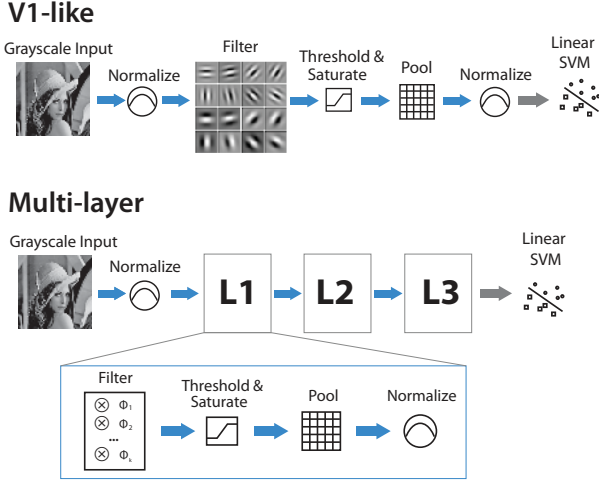 V1-like
Grayscale Input
Normalize
Filter
Threshold &
Saturate
Pool
Normalize
Linear
SVM
Multi-layer
Grayscale Input
Normalize
L1
L2
L3
Linear
SVM
Filter
Φ1
Φ2
...
Φk
Threshold &
Saturate
Pool
Normalize